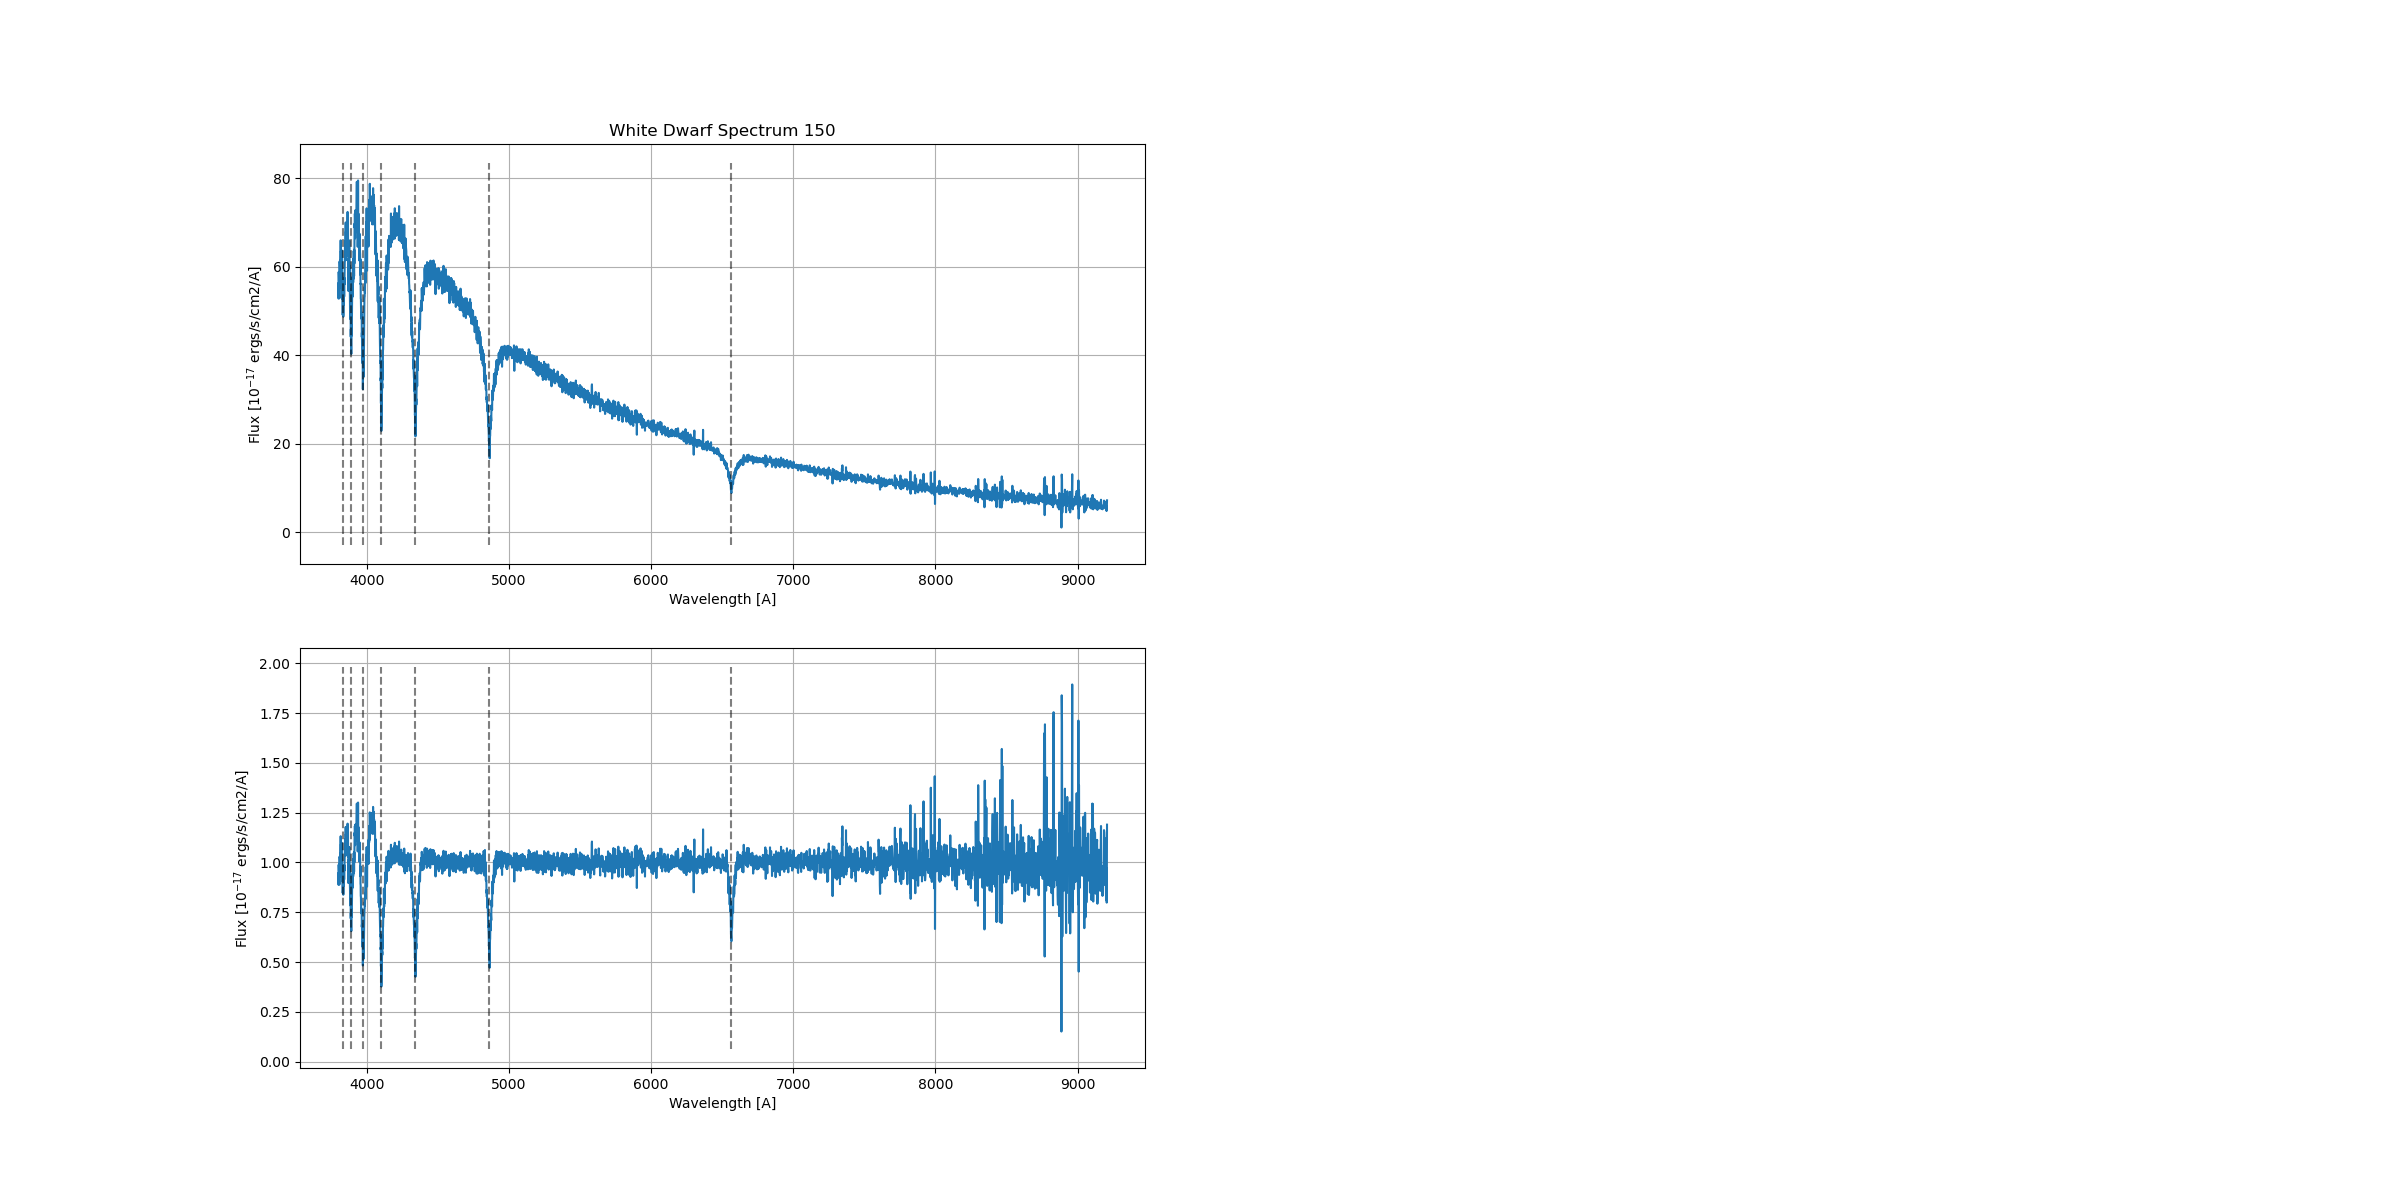 White Dwarf Spectrum 150
Flux [10⁻¹⁷ ergs/s/cm2/A]
80
60
40
20
0
4000 5000 6000 7000 8000 9000
Wavelength [A]
Flux [10⁻¹⁷ ergs/s/cm2/A]
2.00
1.75
1.50
1.25
1.00
0.75
0.50
0.25
0.00
4000 5000 6000 7000 8000 9000
Wavelength [A]